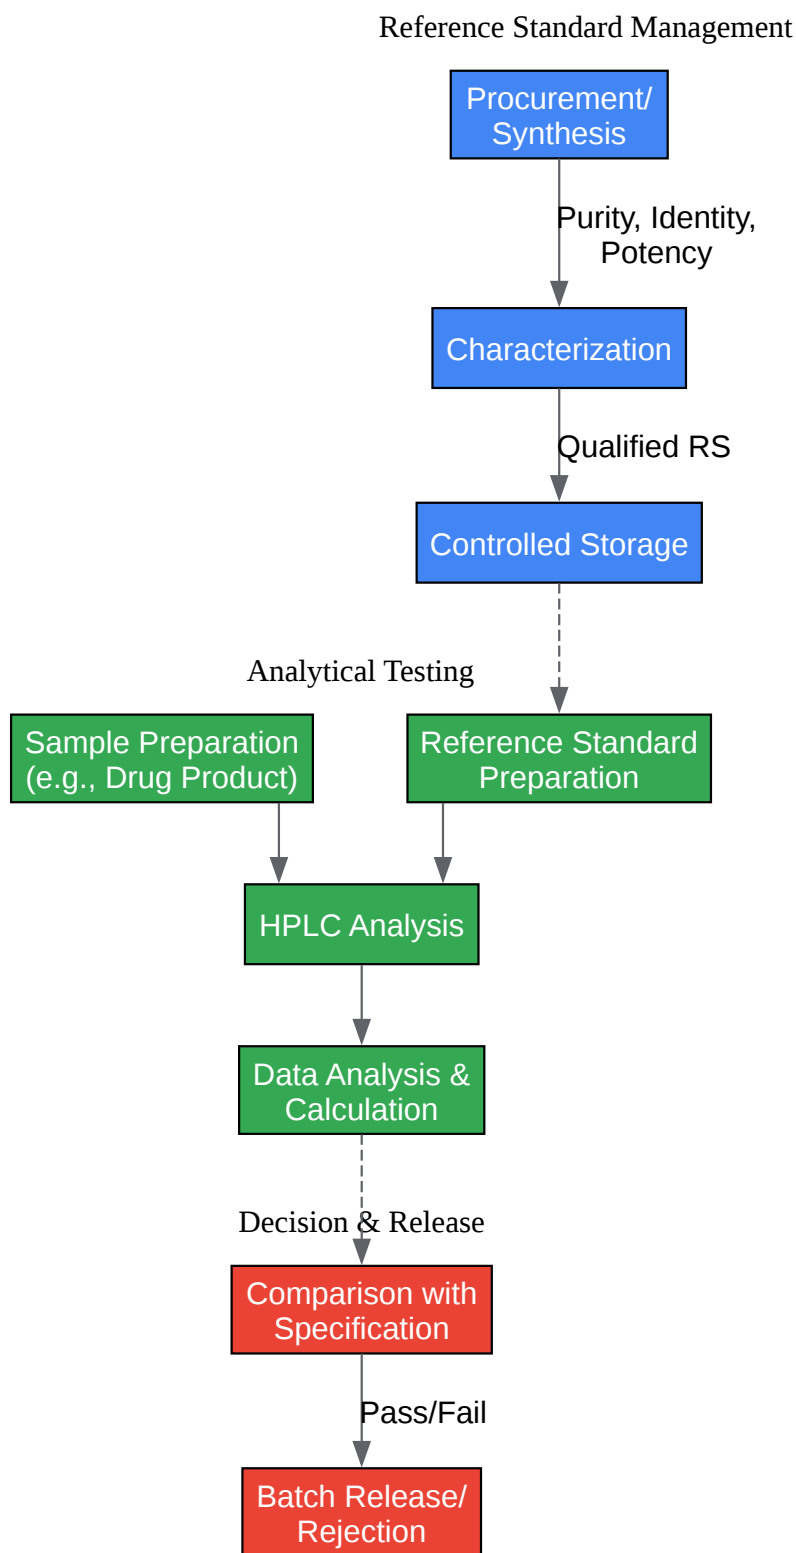 Reference Standard Management
Procurement/
Synthesis
Purity, Identity,
Potency
Characterization
Qualified RS
Controlled Storage
Analytical Testing
Sample Preparation
(e.g., Drug Product)
Reference Standard
Preparation
HPLC Analysis
Data Analysis &
Calculation
Decision & Release
Comparison with
Specification
Pass/Fail
Batch Release/
Rejection